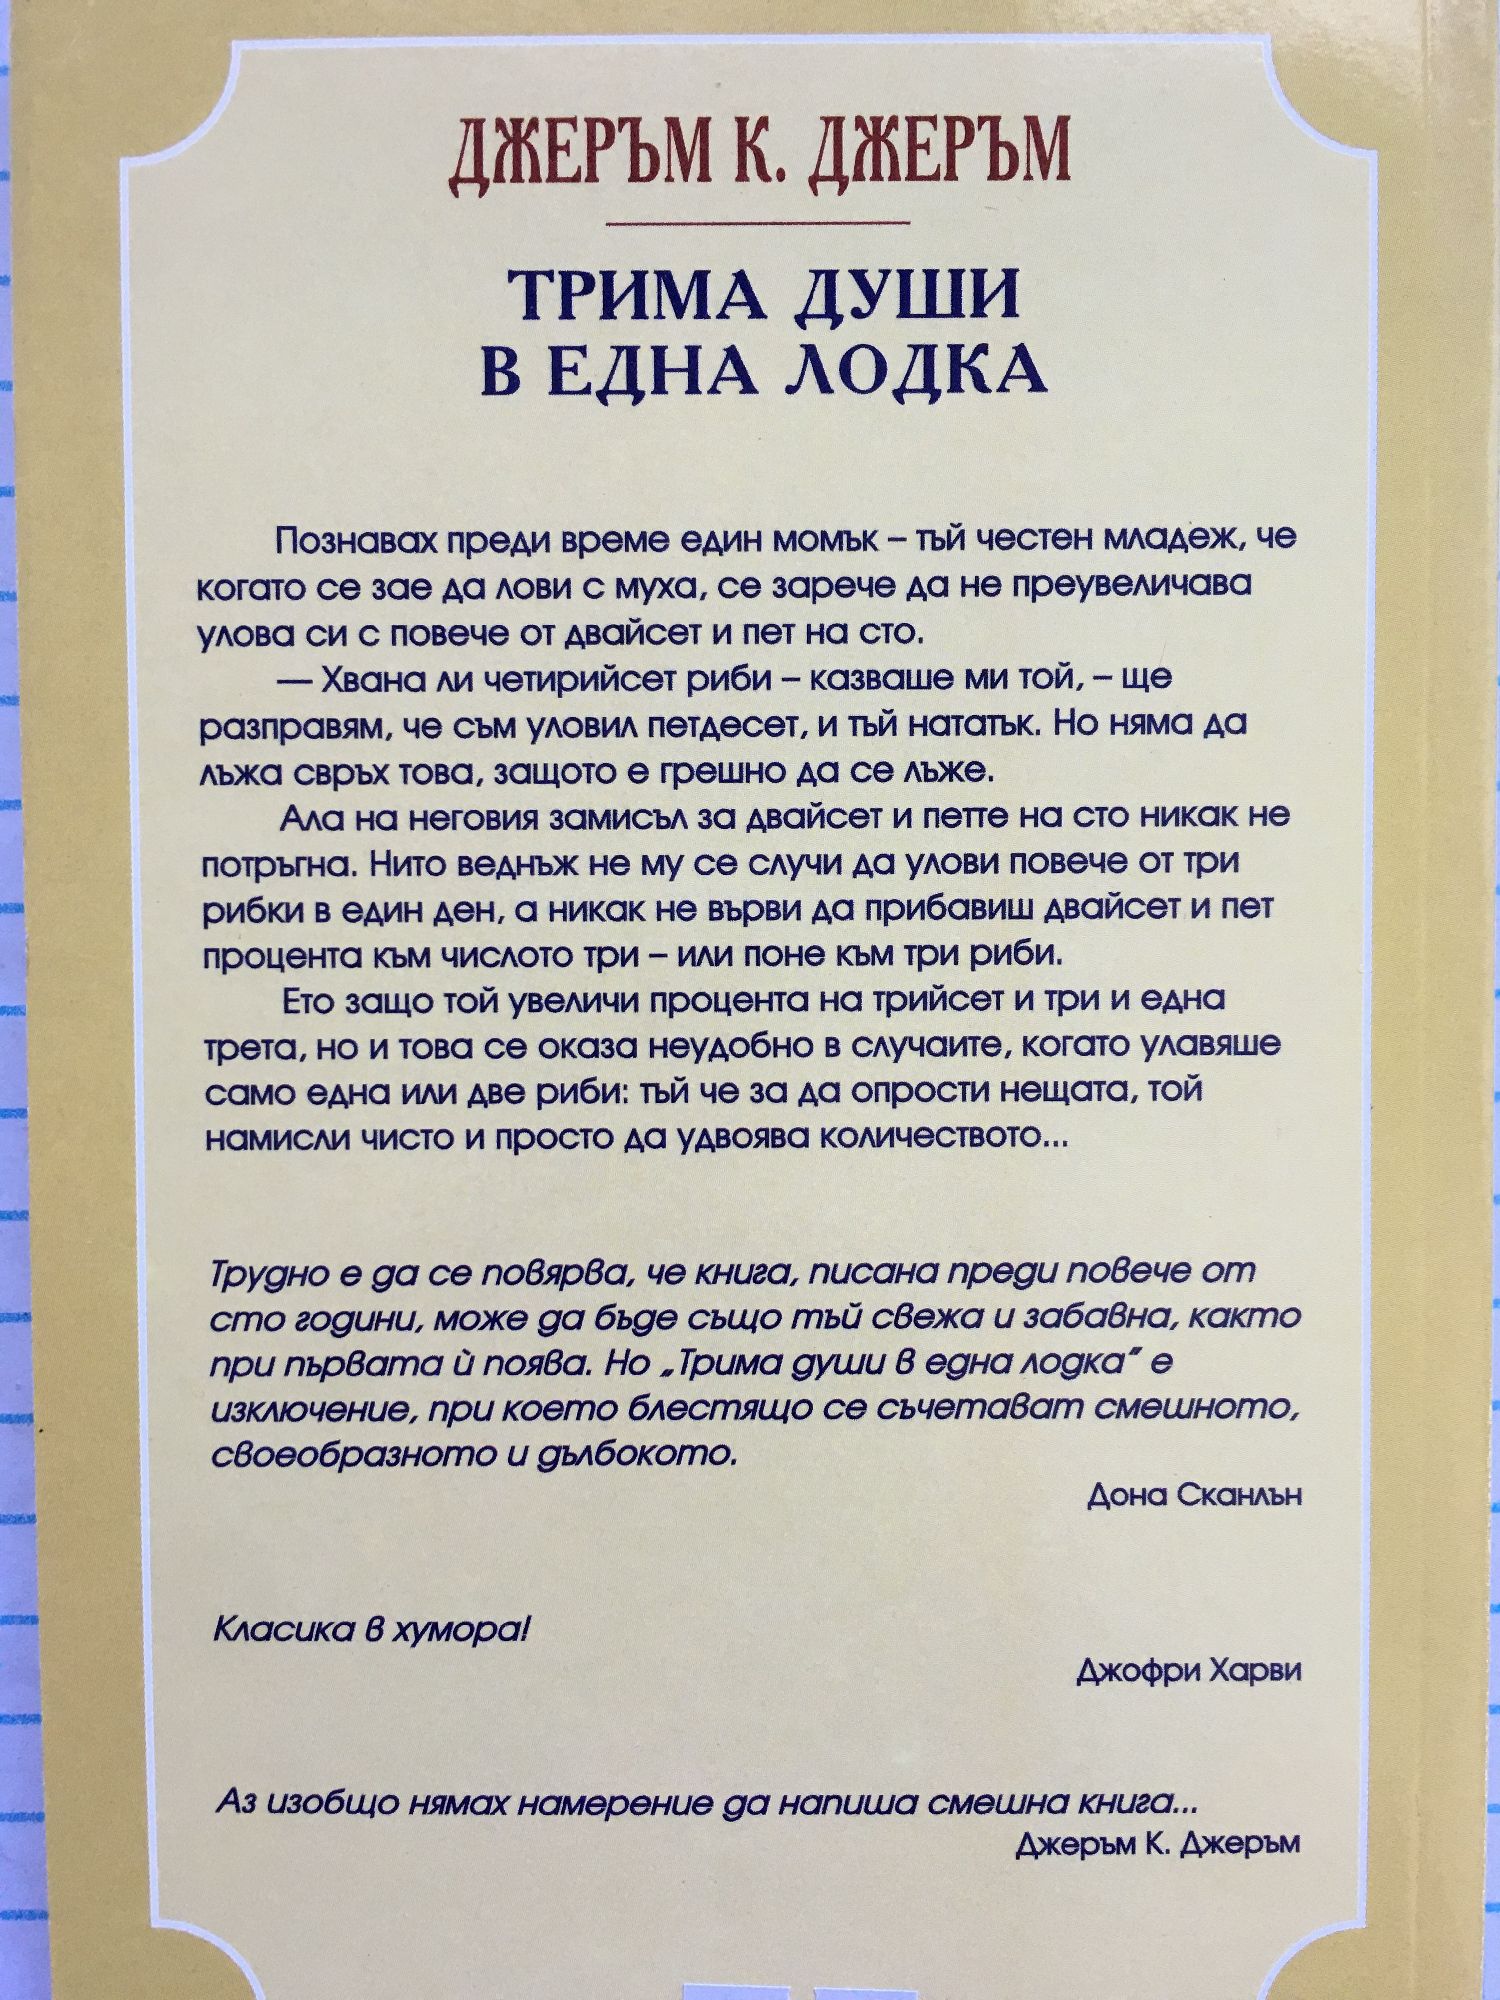 ДЖЕРЪМ К. ДЖЕРЪМ
ТРИМА ДУШИ
В ЕДНА ЛОДКА
Познавах преди време един момък – тъй честен младеж, че
когато се зае да лови с муха, се зарече да не преувеличава
улова си с повече от двайсет и пет на сто.
— Хвана ли четирийсет риби – казваше ми той, – ще
разправям, че съм уловил петдесет, и тъй нататък. Но няма да
лъжа свръх това, защото е грешно да се лъже.
Ала на неговия замисъл за двайсет и петте на сто никак не
потръгна. Нито веднъж не му се случи да улови повече от три
рибки в един ден, а никак не върви да прибавиш двайсет и пет
процента към числото три – или поне към три риби.
Ето защо той увеличи процента на трийсет и три и една
трета, но и това се оказа неудобно в случаите, когато улавяше
само една или две риби: тъй че за да опрости нещата, той
намисли чисто и просто да удвоява количеството...
Трудно е да се повярва, че книга, писана преди повече от
сто години, може да бъде също тъй свежа и забавна, както
при първата ѝ поява. Но „Трима души в една лодка” е
изключение, при което блестящо се съчетават смешното,
своеобразното и дълбокото.
Дона Сканлън
Класика в хумора!
Джофри Харви
Аз изобщо нямах намерение да напиша смешна книга...
Джеръм К. Джеръм